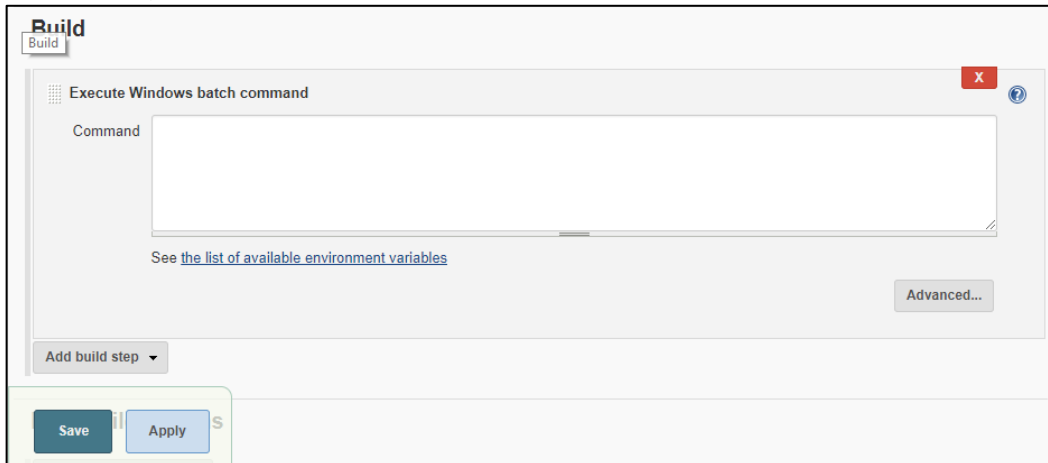 Build
Build
Execute Windows batch command
X
?
Command
See the list of available environment variables
Advanced...
Add build step
Save
Apply